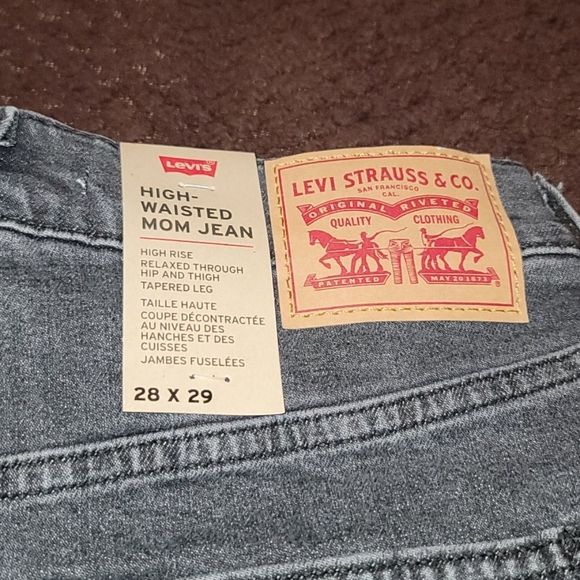 Levi's
HIGH-
WAISTED
MOM JEAN
HIGH RISE
RELAXED THROUGH
HIP AND THIGH
TAPERED LEG
TAILLE HAUTE
COUPE DÉCONTRACTÉE
AU NIVEAU DES
HANCHES ET DES
CUISSES
JAMBES FUSELÉES
28 X 29
LEVI STRAUSS & CO.
SAN FRANCISCO
CAL.
ORIGINAL RIVETED
QUALITY CLOTHING
PATENTED MAY 20 1873